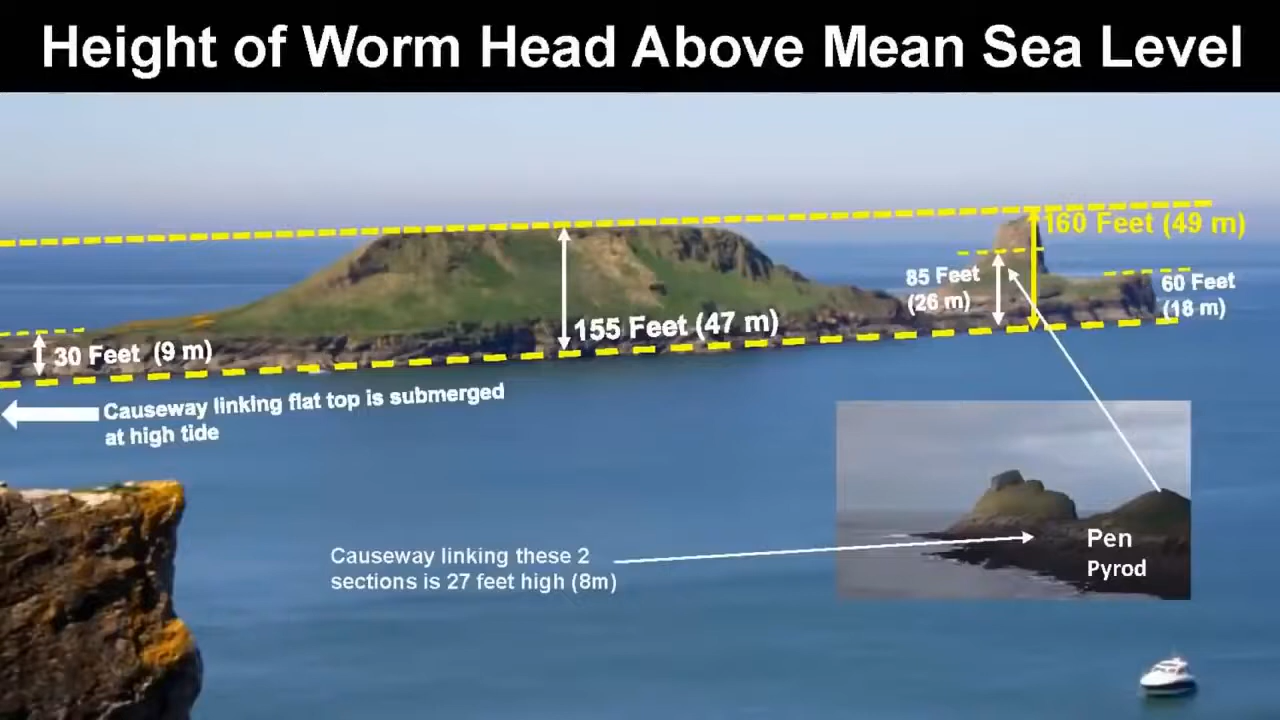 Height of Worm Head Above Mean Sea Level
160 Feet (49 m)
85 Feet
(26 m)
60 Feet
(18 m)
155 Feet (47 m)
30 Feet (9 m)
Causeway linking flat top is submerged
at high tide
Causeway linking these 2
sections is 27 feet high (8m)
Pen
Pyrod